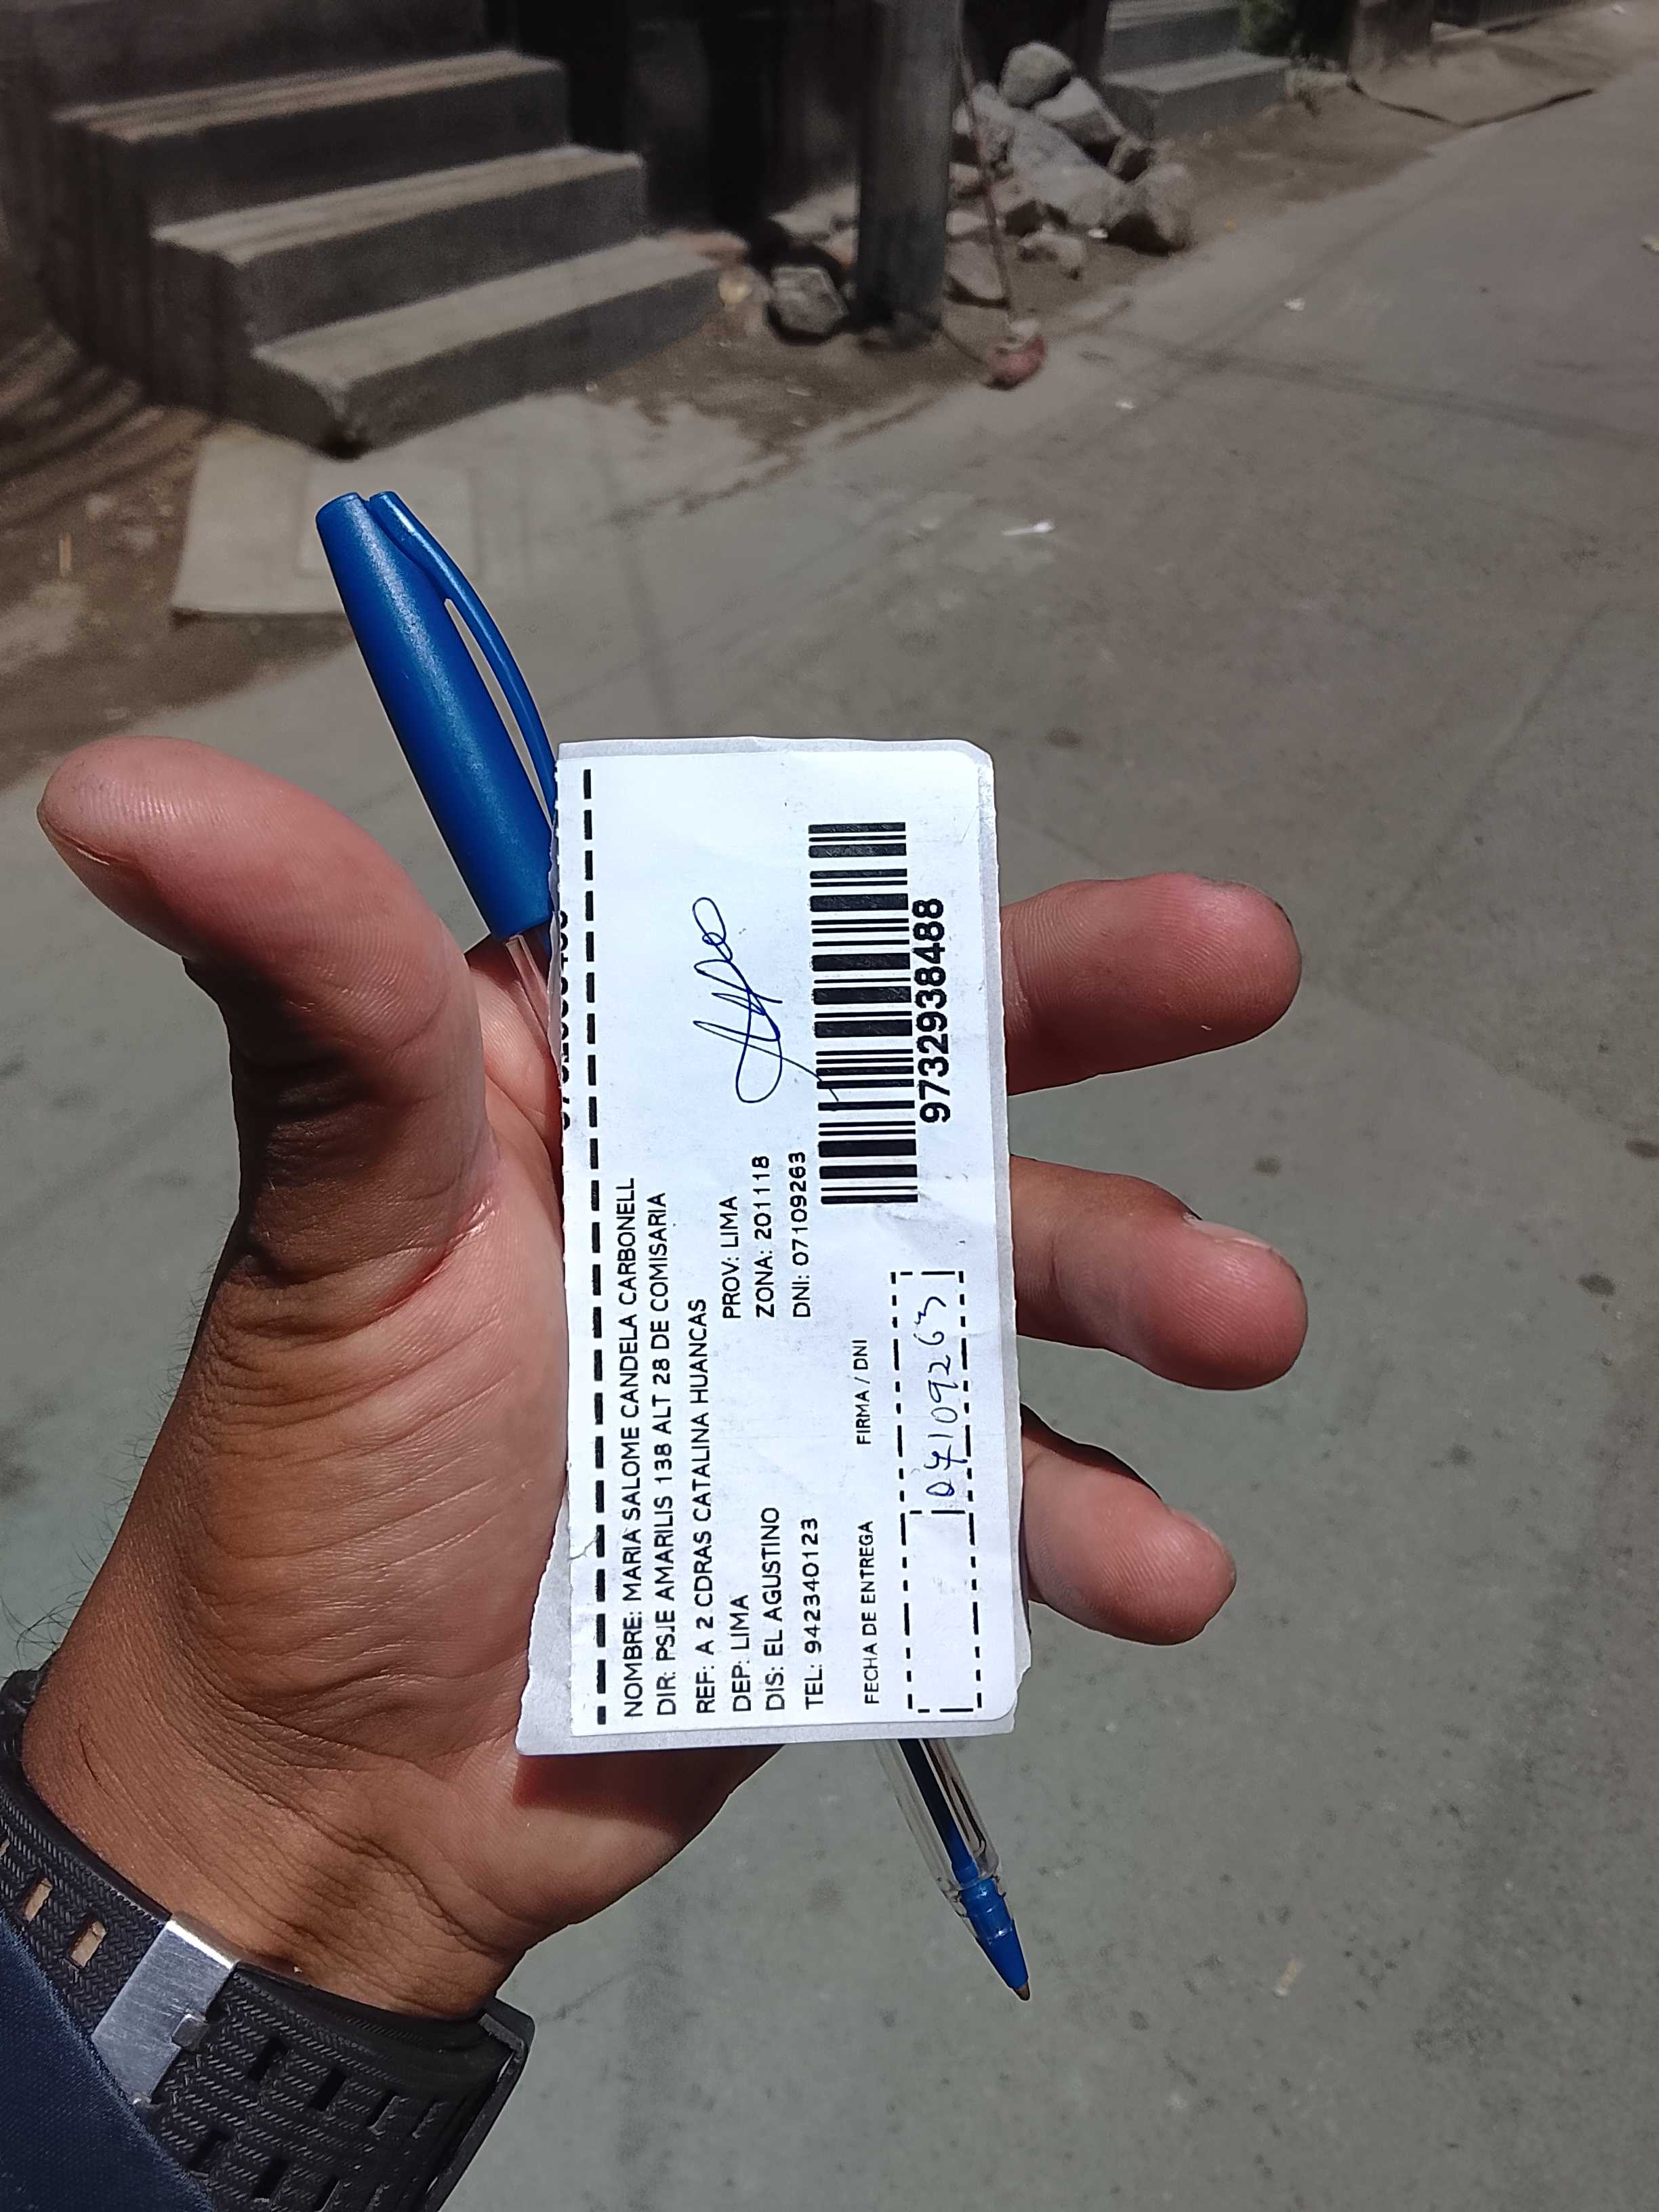 NOMBRE: MARIA SALOME CANDELA CARBONELL
DIR: PSJE AMARILIS 138 ALT 28 DE COMISARIA
REF: A 2 CDRAS CATALINA HUANCAS
DEP: LIMA PROV: LIMA
DIS: EL AGUSTINO ZONA: 201118
TEL: 942340123 DNI: 07109263
FECHA DE ENTREGA FIRMA / DNI
07109263
9732938488